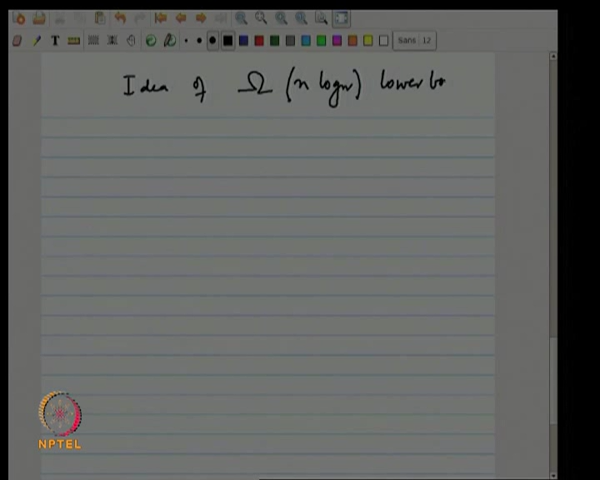 Sans 12
Idea of Ω (n logn) lower bo
NPTEL